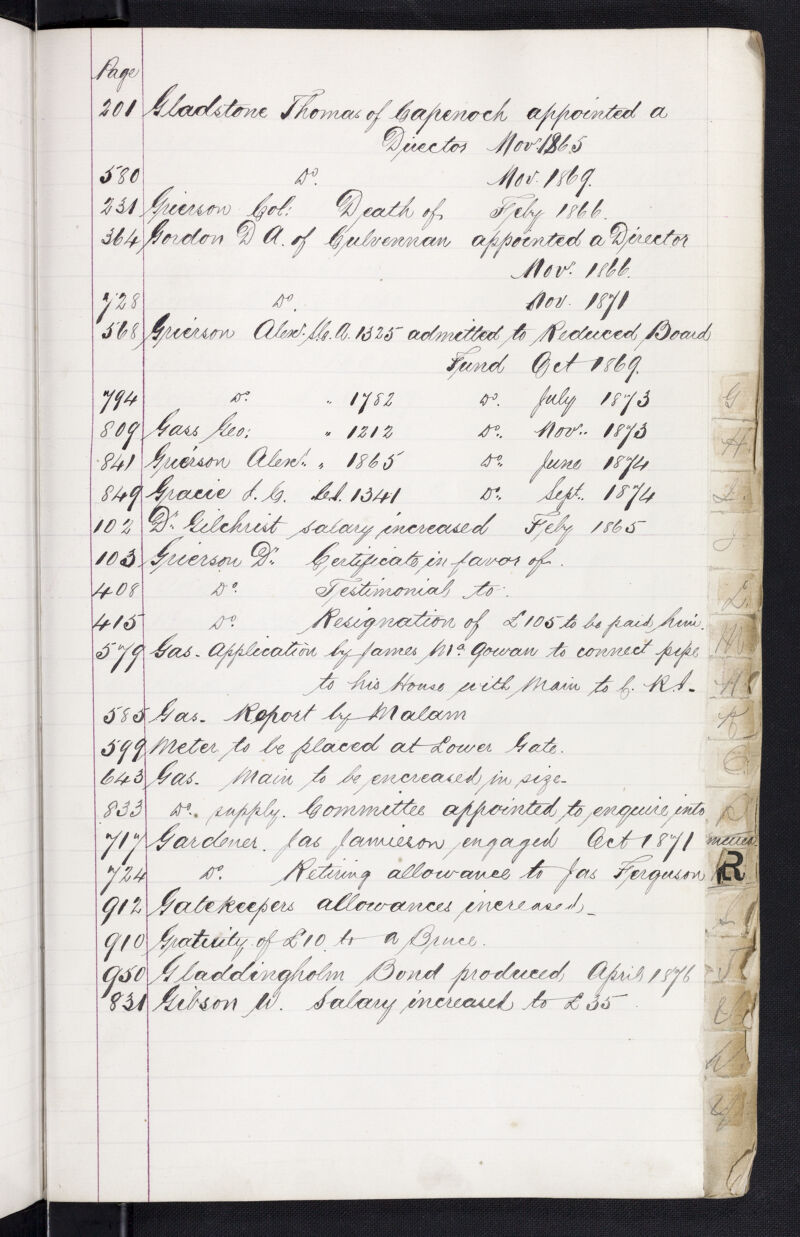 Page
201 Gladstone Thomas of Capenoch appointed a
Director Novr. 1865
580 Do. Nov. 1869.
231 Grierson Col: Death of Feby 1866.
364 Gordon D A. of Culvennan appointed a Director
Novr. 1866.
728 Do. Nov. 1871
568 Grierson Alexr. 1325 admitted to Reduced Board
Fund Oct 1869.
794 Do. " 1782 Do. July 1873
809 Gass Geo: " 1212 Do. Nov. 1873
841 Grierson Alexr. " 1865 Do. June 1874
849 Gracie J. C. 1341 Do. Sept. 1874
102 Dr. Gilchrist salary increased Feby 1865
103 Grierson Dr. Certificate in favor of.
408 Do. Testimonial to.
415 Do. Resignation of £105 to be paid him.
579 Gas. Application by James McGowan to connect pipe
to his House with Main to C. R. I.
585 Gas. Report by Malam
599 Meter to be placed at Lower Gate.
643 Gas. Main to be encreased in size.
833 Do. supply. Committee appointed to enquire into
717 Gardener. Jas Jamieson engaged Oct 1871
724 Do. Retiring allowance to Jas Ferguson
912 Gatekeepers allowances increased
910 Gratuity of £10 to A Bruce.
950 Gladdingholm Bond produced April 1876
831 Gibson W. Salary increased to £35
G
H
L
R